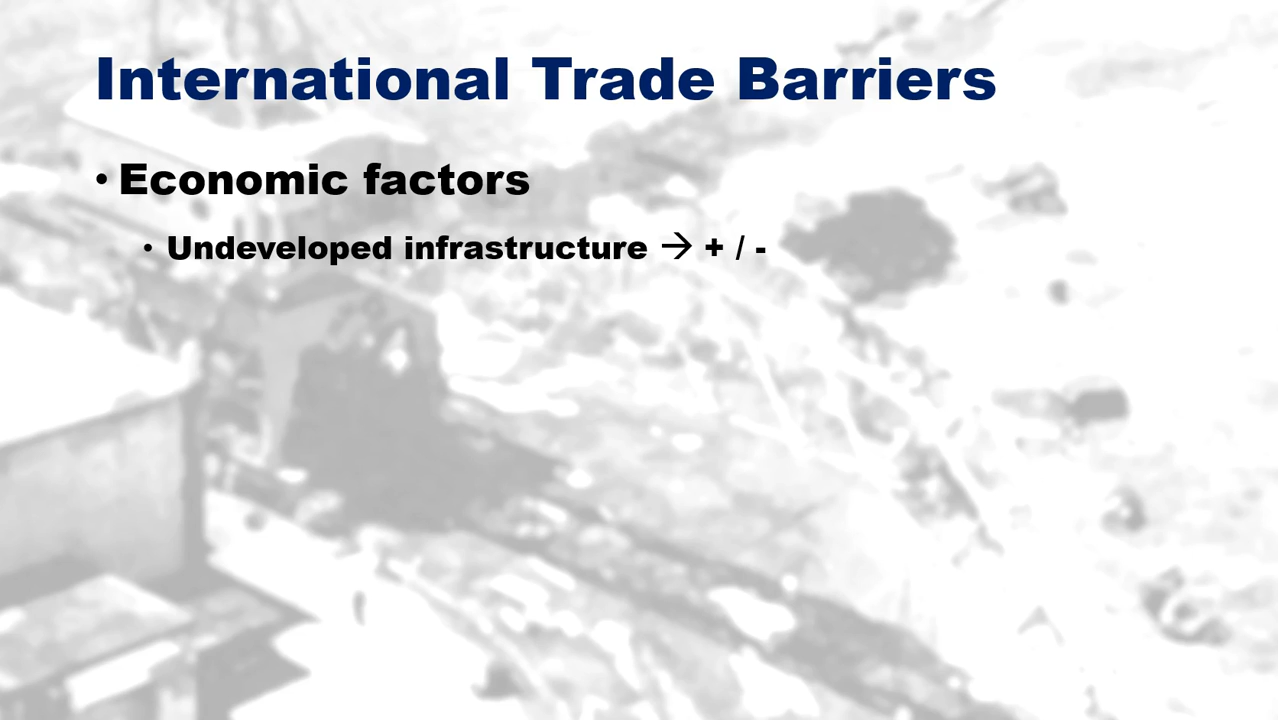 International Trade Barriers
• Economic factors
• Undeveloped infrastructure → + / -